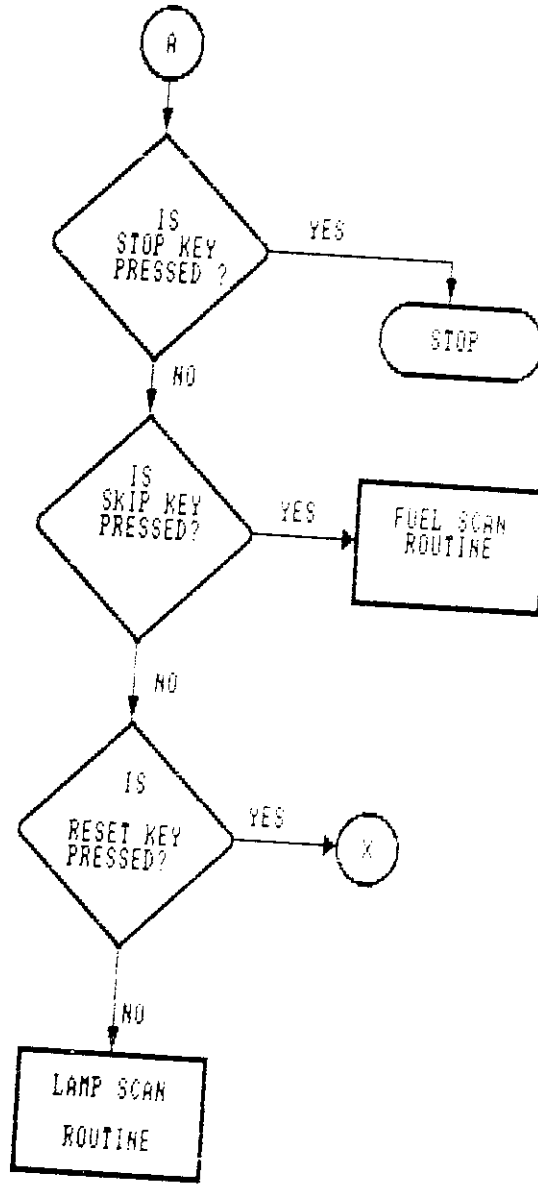 A
IS
STOP KEY
PRESSED ?
YES
STOP
NO
IS
SKIP KEY
PRESSED?
YES
FUEL SCAN
ROUTINE
NO
IS
RESET KEY
PRESSED?
YES
X
NO
LAMP SCAN
ROUTINE